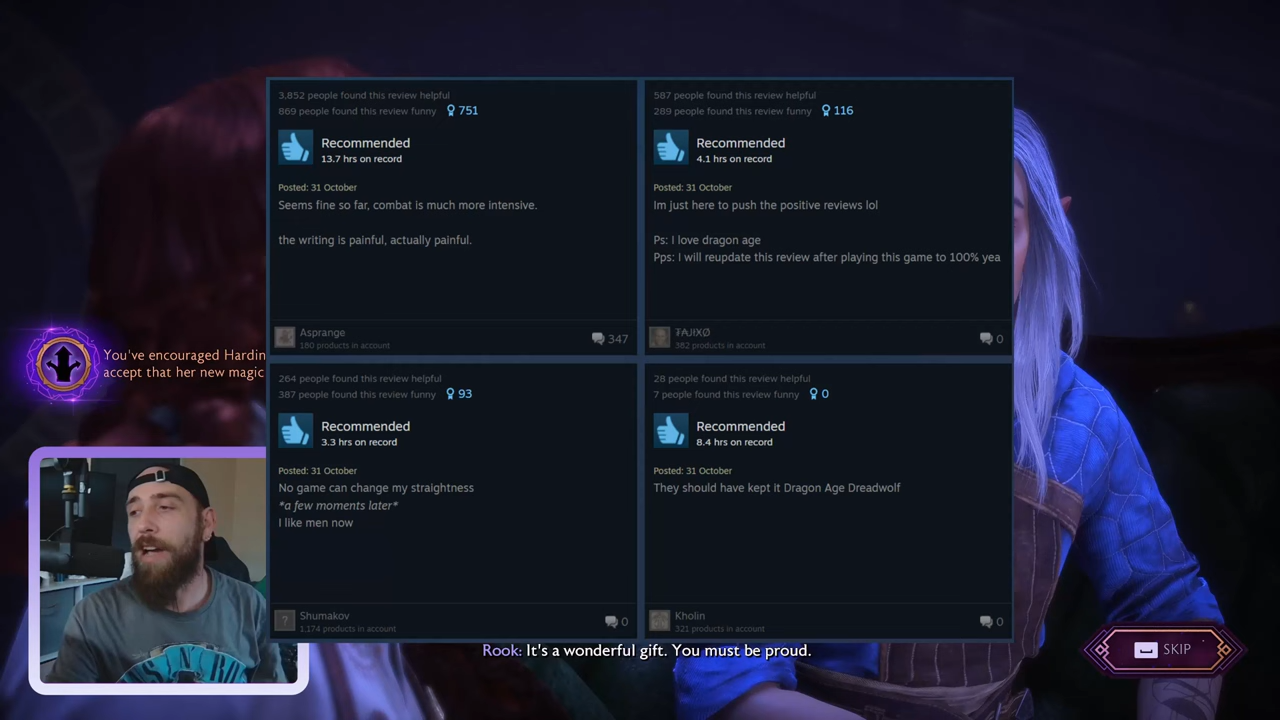 3,852 people found this review helpful
869 people found this review funny 751
Recommended
13.7 hrs on record
Posted: 31 October
Seems fine so far, combat is much more intensive.
the writing is painful, actually painful.
Asprange
180 products in account
347
587 people found this review helpful
289 people found this review funny 116
Recommended
4.1 hrs on record
Posted: 31 October
Im just here to push the positive reviews lol
Ps: I love dragon age
Pps: I will reupdate this review after playing this game to 100% yea
382 products in account
0
264 people found this review helpful
387 people found this review funny 93
Recommended
3.3 hrs on record
Posted: 31 October
No game can change my straightness
*a few moments later*
I like men now
? Shumakov
1,174 products in account
0
28 people found this review helpful
7 people found this review funny 0
Recommended
8.4 hrs on record
Posted: 31 October
They should have kept it Dragon Age Dreadwolf
Kholin
321 products in account
0
You've encouraged Hardin
accept that her new magic
Rook: It's a wonderful gift. You must be proud.
SKIP